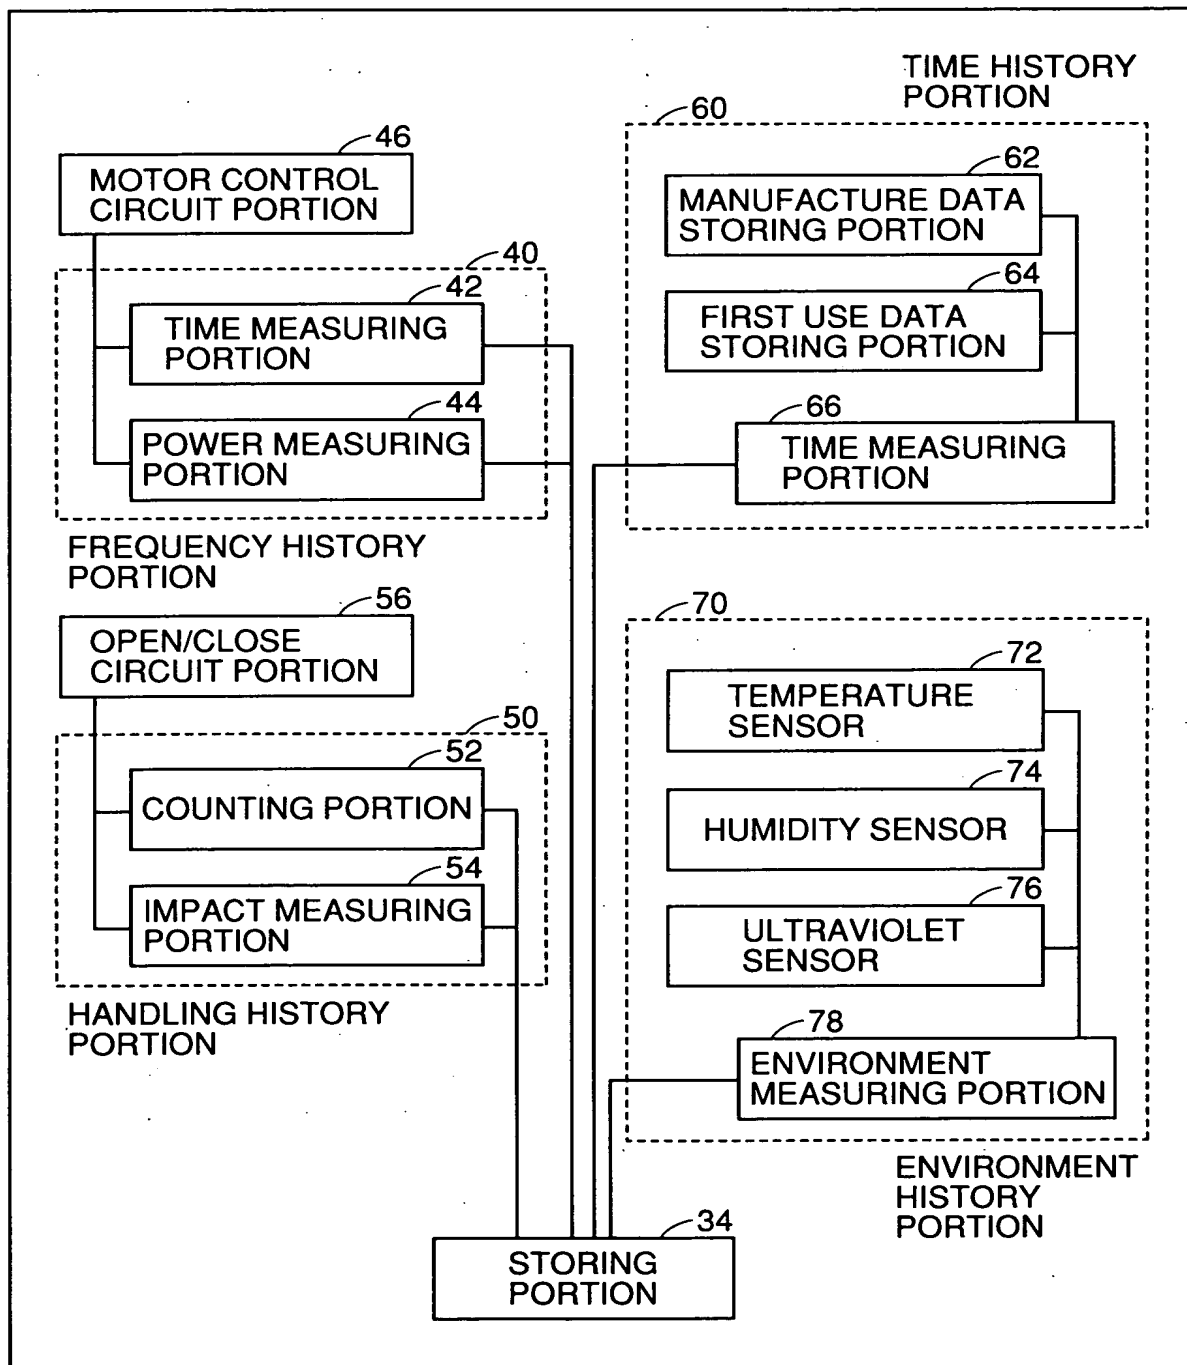 46
MOTOR CONTROL
CIRCUIT PORTION
40
42
TIME MEASURING
PORTION
44
POWER MEASURING
PORTION
FREQUENCY HISTORY
PORTION
56
OPEN/CLOSE
CIRCUIT PORTION
50
52
COUNTING PORTION
54
IMPACT MEASURING
PORTION
HANDLING HISTORY
PORTION
TIME HISTORY
PORTION
60
62
MANUFACTURE DATA
STORING PORTION
64
FIRST USE DATA
STORING PORTION
66
TIME MEASURING
PORTION
70
72
TEMPERATURE
SENSOR
74
HUMIDITY SENSOR
76
ULTRAVIOLET
SENSOR
78
ENVIRONMENT
MEASURING PORTION
ENVIRONMENT
HISTORY
PORTION
34
STORING
PORTION